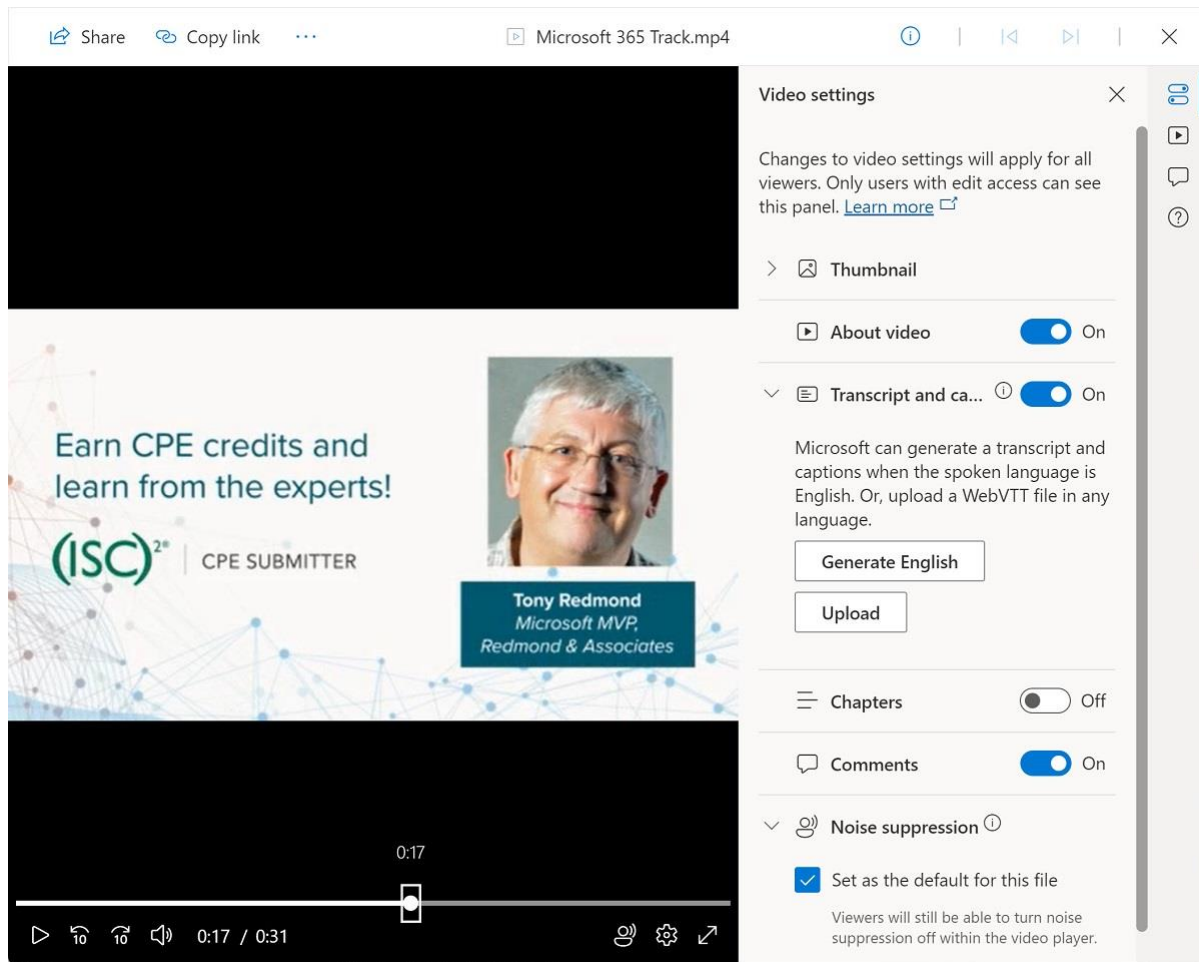 Share
Copy link
...
Microsoft 365 Track.mp4
Video settings
Changes to video settings will apply for all
viewers. Only users with edit access can see
this panel. Learn more
Thumbnail
About video
On
Transcript and ca...
On
Microsoft can generate a transcript and
captions when the spoken language is
English. Or, upload a WebVTT file in any
language.
Generate English
Upload
Chapters
Off
Comments
On
Noise suppression
Set as the default for this file
Viewers will still be able to turn noise
suppression off within the video player.
Earn CPE credits and
learn from the experts!
(ISC)²® | CPE SUBMITTER
Tony Redmond
Microsoft MVP,
Redmond & Associates
0:17
10
10
0:17 / 0:31